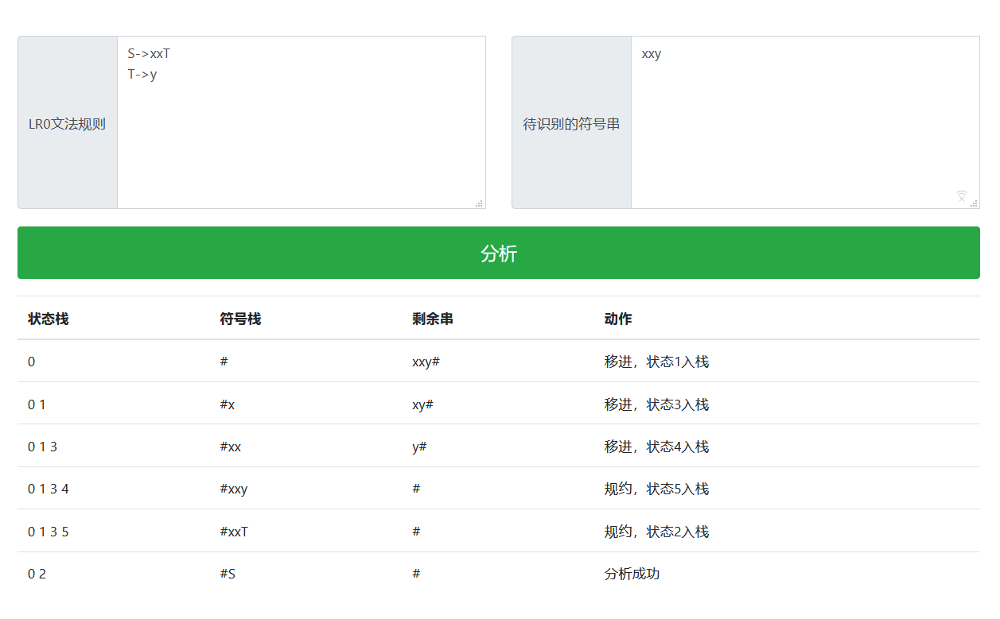 LR0文法规则
S->xxT
T->y
待识别的符号串
xxy
分析
状态栈 符号栈 剩余串 动作
0 # xxy# 移进，状态1入栈
0 1 #x xy# 移进，状态3入栈
0 1 3 #xx y# 移进，状态4入栈
0 1 3 4 #xxy # 规约，状态5入栈
0 1 3 5 #xxT # 规约，状态2入栈
0 2 #S # 分析成功